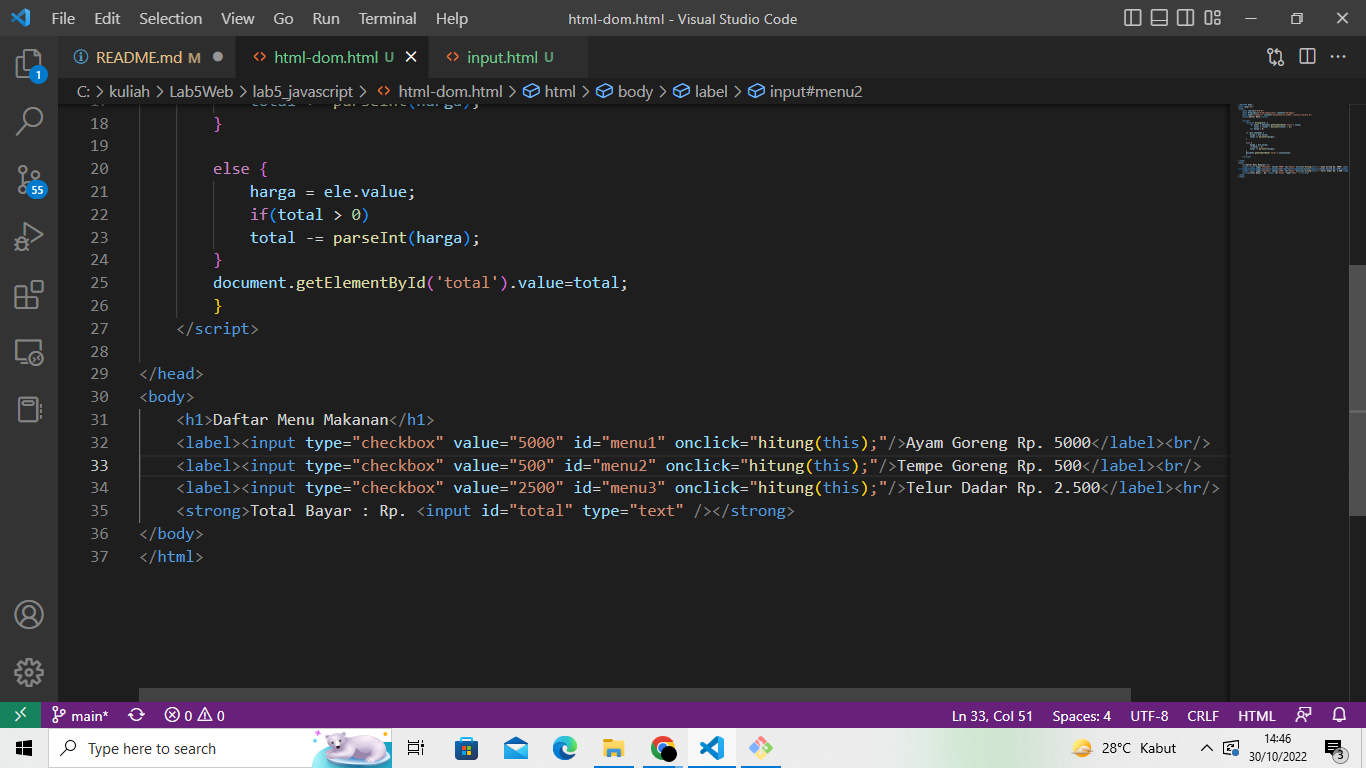 File Edit Selection View Go Run Terminal Help html-dom.html - Visual Studio Code
README.md M html-dom.html U input.html U
C: > kuliah > Lab5Web > lab5_javascript > html-dom.html > html > body > label > input#menu2
18 }
19
20 else {
21 harga = ele.value;
22 if(total > 0)
23 total -= parseInt(harga);
24 }
25 document.getElementById('total').value=total;
26 }
27 </script>
28
29 </head>
30 <body>
31 <h1>Daftar Menu Makanan</h1>
32 <label><input type="checkbox" value="5000" id="menu1" onclick="hitung(this);"/>Ayam Goreng Rp. 5000</label><br/>
33 <label><input type="checkbox" value="500" id="menu2" onclick="hitung(this);"/>Tempe Goreng Rp. 500</label><br/>
34 <label><input type="checkbox" value="2500" id="menu3" onclick="hitung(this);"/>Telur Dadar Rp. 2.500</label><hr/>
35 <strong>Total Bayar : Rp. <input id="total" type="text" /></strong>
36 </body>
37 </html>
1
55
main* 0 0 Ln 33, Col 51 Spaces: 4 UTF-8 CRLF HTML
Type here to search 28°C Kabut 14:46
30/10/2022 3